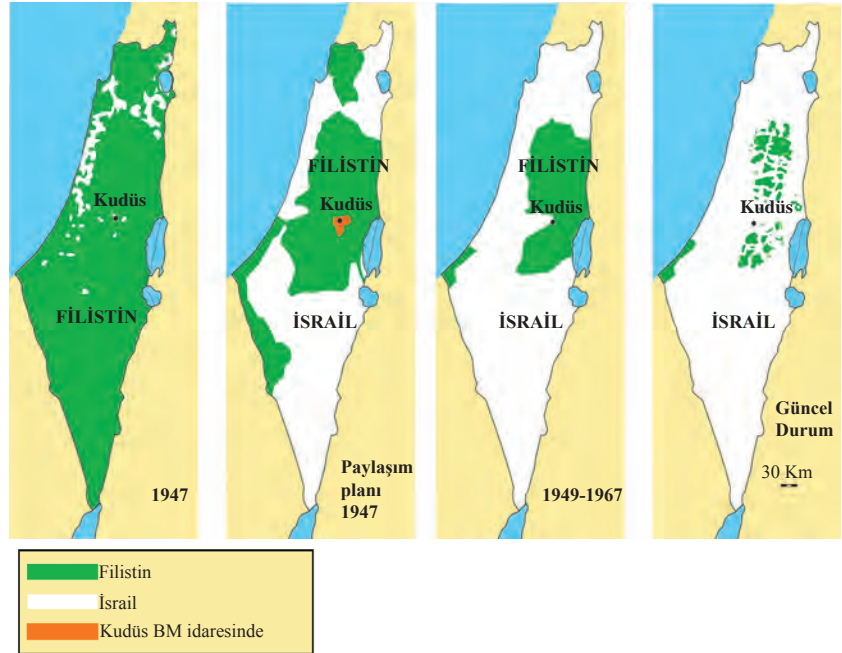 Kudüs
FİLİSTİN
1947
FİLİSTİN
Kudüs
İSRAİL
Paylaşım
planı
1947
FİLİSTİN
Kudüs
İSRAİL
1949-1967
Kudüs
İSRAİL
Güncel
Durum
30 Km
Filistin
İsrail
Kudüs BM idaresinde